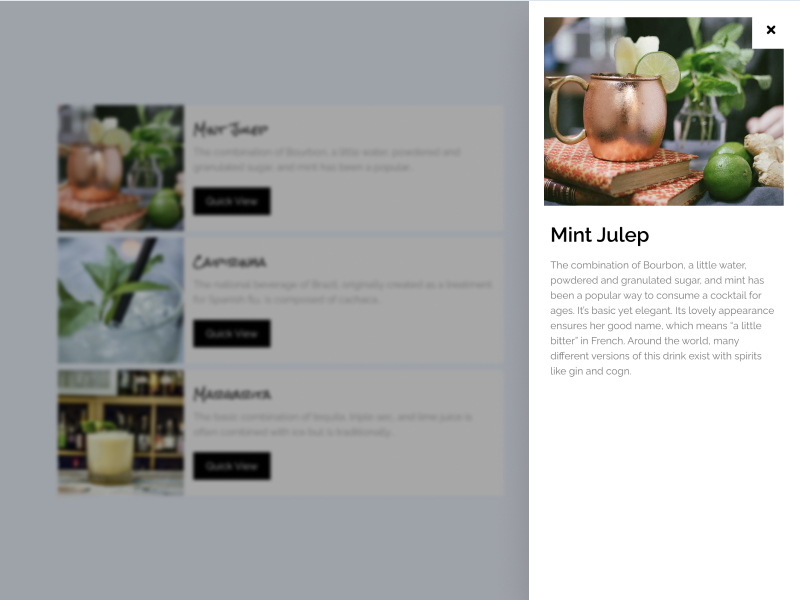 Mint Julep
The combination of Bourbon, a little water, powdered and
granulated sugar, and mint has been a popular...
Quick View
Caipirinha
The national beverage of Brazil, originally created as a treatment
for Spanish flu, is composed of cachaca...
Quick View
Margarita
The basic combination of tequila, triple sec, and lime juice is
often combined with ice but is traditionally...
Quick View
×
Mint Julep
The combination of Bourbon, a little water,
powdered and granulated sugar, and mint has
been a popular way to consume a cocktail for
ages. It's basic yet elegant. Its lovely appearance
ensures her good name, which means “a little
bitter” in French. Around the world, many
different versions of this drink exist with spirits
like gin and cogn.